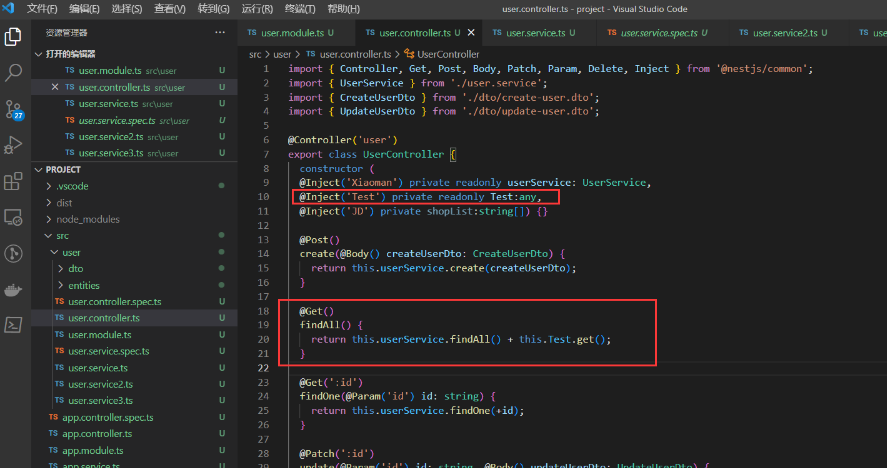 文件(F) 编辑(E) 选择(S) 查看(V) 转到(G) 运行(R) 终端(T) 帮助(H) user.controller.ts - project - Visual Studio Code
资源管理器 ···
打开的编辑器
TS user.module.ts src\user U
× TS user.controller.ts src\user U
TS user.service.ts src\user U
TS user.service.spec.ts src\user U
TS user.service2.ts src\user U
TS user.service3.ts src\user U
PROJECT
.vscode
dist
node_modules
src
user
dto
entities
TS user.controller.spec.ts U
TS user.controller.ts U
TS user.module.ts U
TS user.service.spec.ts U
TS user.service.ts U
TS user.service2.ts U
TS user.service3.ts U
TS app.controller.spec.ts U
TS app.controller.ts U
TS app.module.ts U
TS app.service.ts U
27
TS user.module.ts U TS user.controller.ts U × TS user.service.ts U TS user.service.spec.ts U TS user.service2.ts U TS use
src > user > TS user.controller.ts > UserController
1 import { Controller, Get, Post, Body, Patch, Param, Delete, Inject } from '@nestjs/common';
2 import { UserService } from './user.service';
3 import { CreateUserDto } from './dto/create-user.dto';
4 import { UpdateUserDto } from './dto/update-user.dto';
5
6 @Controller('user')
7 export class UserController {
8 constructor (
9 @Inject('Xiaoman') private readonly userService: UserService,
10 @Inject('Test') private readonly Test:any,
11 @Inject('JD') private shopList:string[]) {}
12
13 @Post()
14 create(@Body() createUserDto: CreateUserDto) {
15 return this.userService.create(createUserDto);
16 }
17
18 @Get()
19 findAll() {
20 return this.userService.findAll() + this.Test.get();
21 }
22
23 @Get(':id')
24 findOne(@Param('id') id: string) {
25 return this.userService.findOne(+id);
26 }
27
28 @Patch(':id')
29 update(@Param('id') id: string, @Body() updateUserDto: UpdateUserDto) {